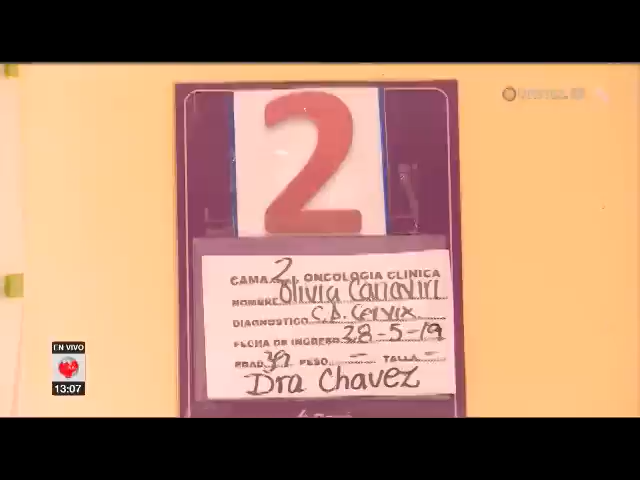 2
CAMA 2 ONCOLOGIA CLINICA
NOMBRE Olivia Canaviri
DIAGNOSTICO C.A. Cervix
FECHA DE INGRESO 28-5-19
EDAD 39 PESO - TALLA -
Dra Chavez
EN VIVO
13:07